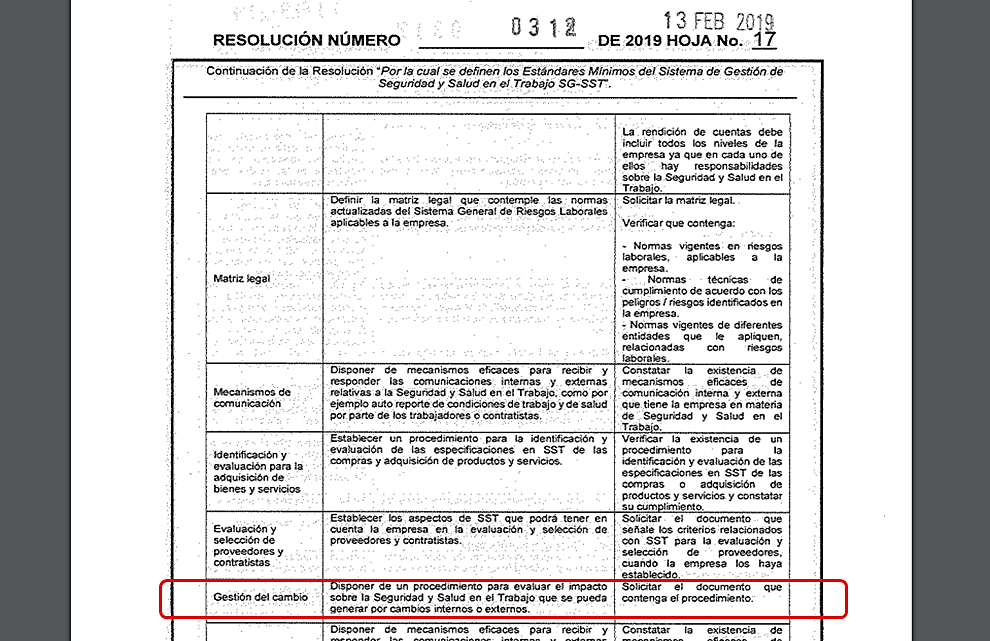 0312
13 FEB 2019
RESOLUCIÓN NÚMERO DE 2019 HOJA No. 17
Continuación de la Resolución "Por la cual se definen los Estándares Mínimos del Sistema de Gestión de
Seguridad y Salud en el Trabajo SG-SST".
La rendición de cuentas debe
incluir todos los niveles de la
empresa ya que en cada uno de
ellos hay responsabilidades
sobre la Seguridad y Salud en el
Trabajo.
Matriz legal
Definir la matriz legal que contemple las normas
actualizadas del Sistema General de Riesgos Laborales
aplicables a la empresa.
Solicitar la matriz legal.
Verificar que contenga:
- Normas vigentes en riesgos
laborales, aplicables a la
empresa.
- Normas técnicas de
cumplimiento de acuerdo con los
peligros / riesgos identificados en
la empresa.
- Normas vigentes de diferentes
entidades que le apliquen,
relacionadas con riesgos
laborales.
Mecanismos de
comunicación
Disponer de mecanismos eficaces para recibir y
responder las comunicaciones internas y externas
relativas a la Seguridad y Salud en el Trabajo, como por
ejemplo auto reporte de condiciones de trabajo y de salud
por parte de los trabajadores o contratistas.
Constatar la existencia de
mecanismos eficaces de
comunicación interna y externa
que tiene la empresa en materia
de Seguridad y Salud en el
Trabajo.
Identificación y
evaluación para la
adquisición de
bienes y servicios
Establecer un procedimiento para la identificación y
evaluación de las especificaciones en SST de las
compras y adquisición de productos y servicios.
Verificar la existencia de un
procedimiento para la
identificación y evaluación de las
especificaciones en SST de las
compras o adquisición de
productos y servicios y constatar
su cumplimiento.
Evaluación y
selección de
proveedores y
contratistas
Establecer los aspectos de SST que podrá tener en
cuenta la empresa en la evaluación y selección de
proveedores y contratistas.
Solicitar el documento que
señale los criterios relacionados
con SST para la evaluación y
selección de proveedores,
cuando la empresa los haya
establecido.
Gestión del cambio
Disponer de un procedimiento para evaluar el impacto
sobre la Seguridad y Salud en el Trabajo que se pueda
generar por cambios internos o externos.
Solicitar el documento que
contenga el procedimiento.
Disponer de mecanismos eficaces para recibir y
responder las comunicaciones internas y externas
Constatar la existencia de
mecanismos eficaces de